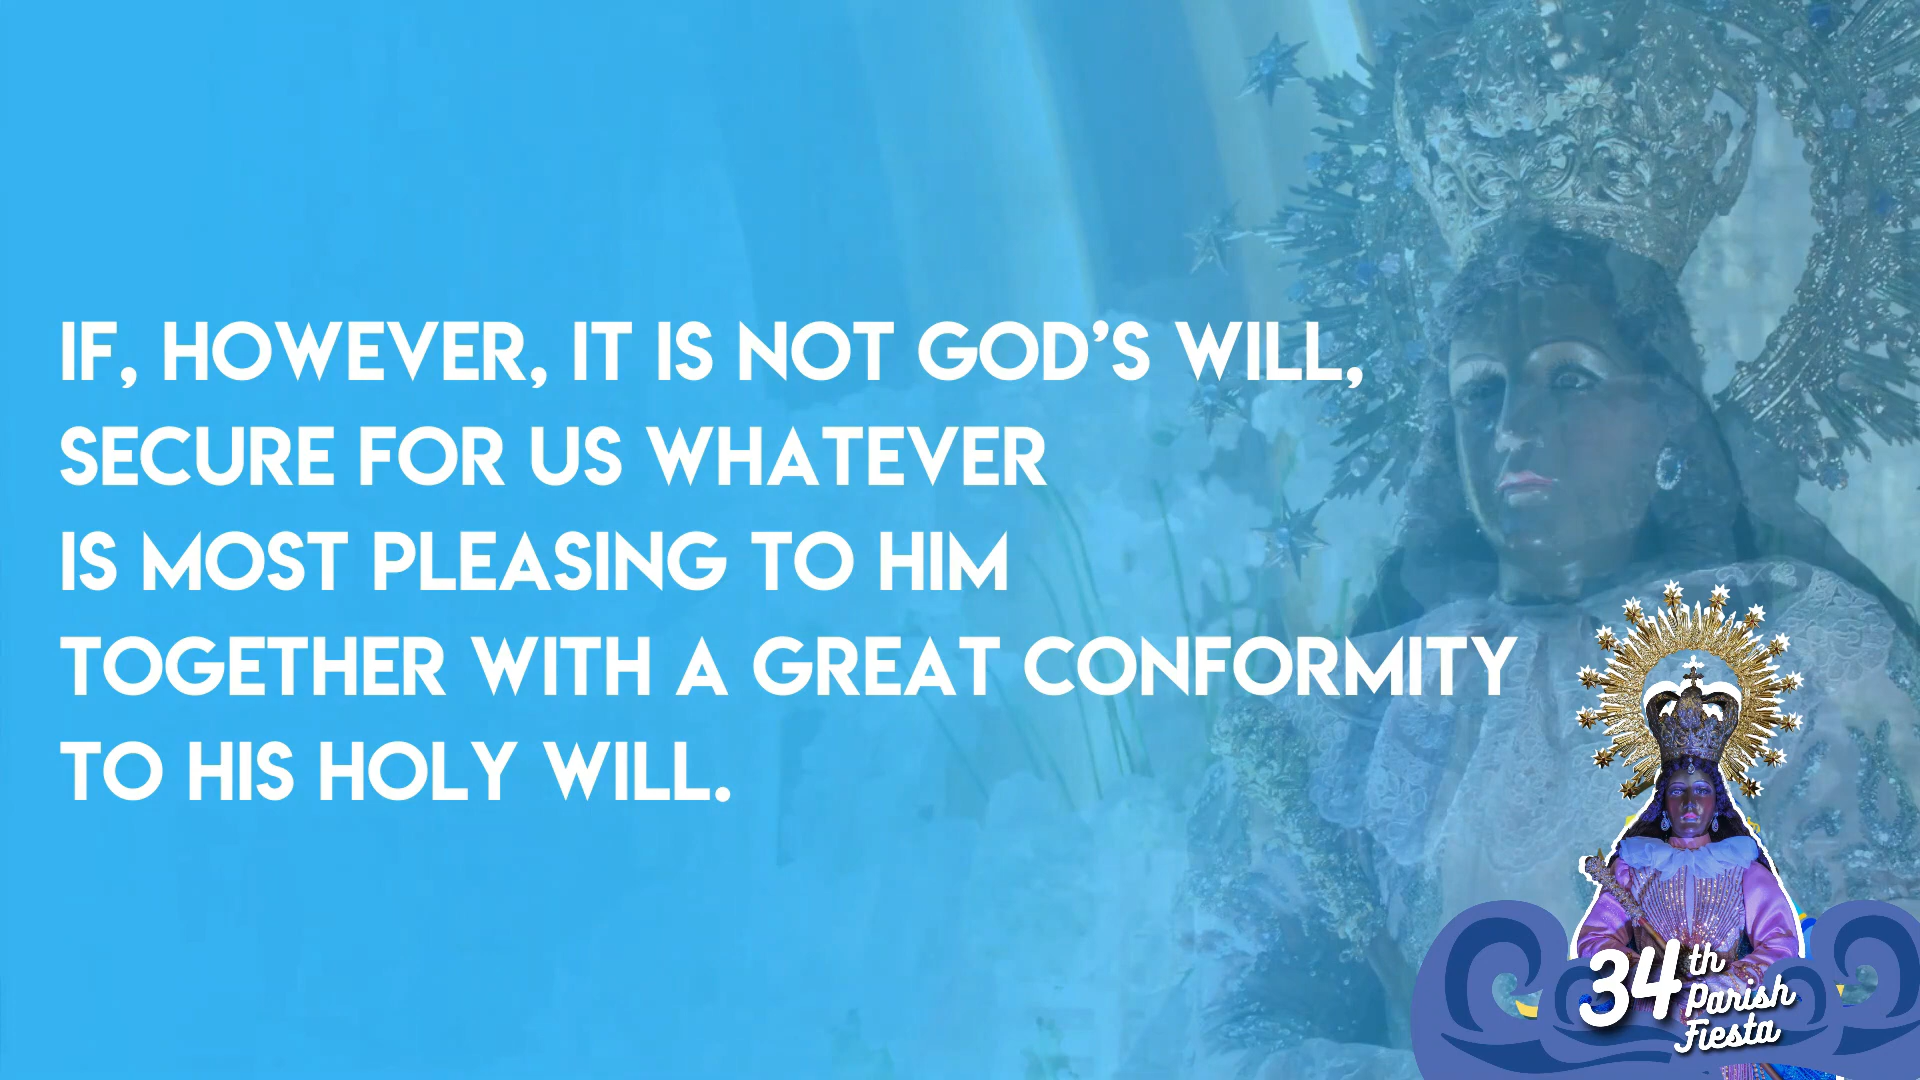 IF, HOWEVER, IT IS NOT GOD’S WILL,
SECURE FOR US WHATEVER
IS MOST PLEASING TO HIM
TOGETHER WITH A GREAT CONFORMITY
TO HIS HOLY WILL.
34th
Parish
Fiesta